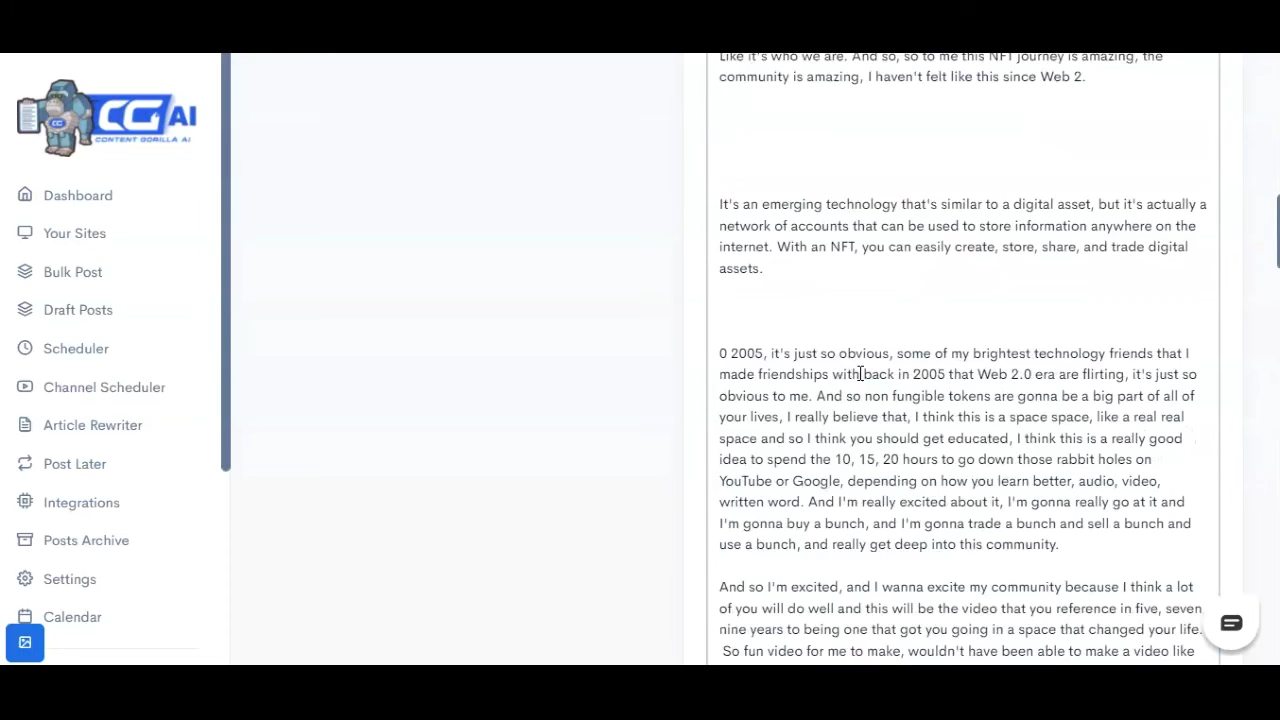 CG AI
CONTENT GORILLA AI
CG
Dashboard
Your Sites
Bulk Post
Draft Posts
Scheduler
Channel Scheduler
Article Rewriter
Post Later
Integrations
Posts Archive
Settings
Calendar
Like it's who we are. And so, so to me this NFT journey is amazing, the
community is amazing, I haven't felt like this since Web 2.
It's an emerging technology that's similar to a digital asset, but it's actually a
network of accounts that can be used to store information anywhere on the
internet. With an NFT, you can easily create, store, share, and trade digital
assets.
0 2005, it's just so obvious, some of my brightest technology friends that I
made friendships with back in 2005 that Web 2.0 era are flirting, it's just so
obvious to me. And so non fungible tokens are gonna be a big part of all of
your lives, I really believe that, I think this is a space space, like a real real
space and so I think you should get educated, I think this is a really good
idea to spend the 10, 15, 20 hours to go down those rabbit holes on
YouTube or Google, depending on how you learn better, audio, video,
written word. And I'm really excited about it, I'm gonna really go at it and
I'm gonna buy a bunch, and I'm gonna trade a bunch and sell a bunch and
use a bunch, and really get deep into this community.
And so I'm excited, and I wanna excite my community because I think a lot
of you will do well and this will be the video that you reference in five, seven
nine years to being one that got you going in a space that changed your life.
So fun video for me to make, wouldn't have been able to make a video like